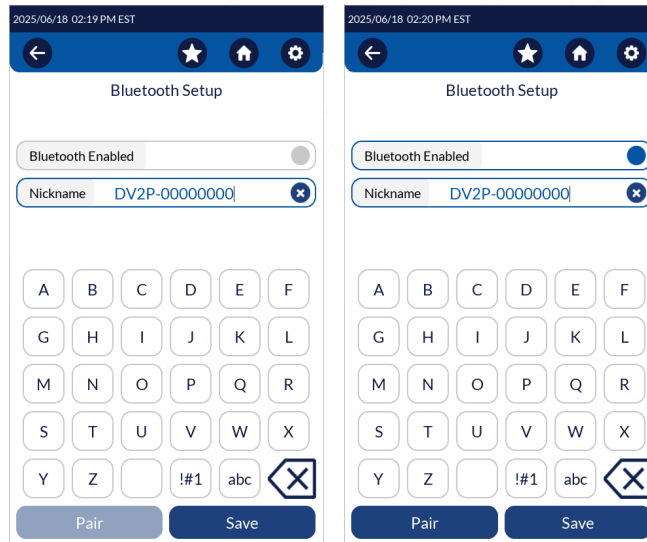 2025/06/18 02:19 PM EST
Bluetooth Setup
Bluetooth Enabled
Nickname DV2P-00000000
A B C D E F
G H I J K L
M N O P Q R
S T U V W X
Y Z !#1 abc
Pair Save
2025/06/18 02:20 PM EST
Bluetooth Setup
Bluetooth Enabled
Nickname DV2P-00000000
A B C D E F
G H I J K L
M N O P Q R
S T U V W X
Y Z !#1 abc
Pair Save